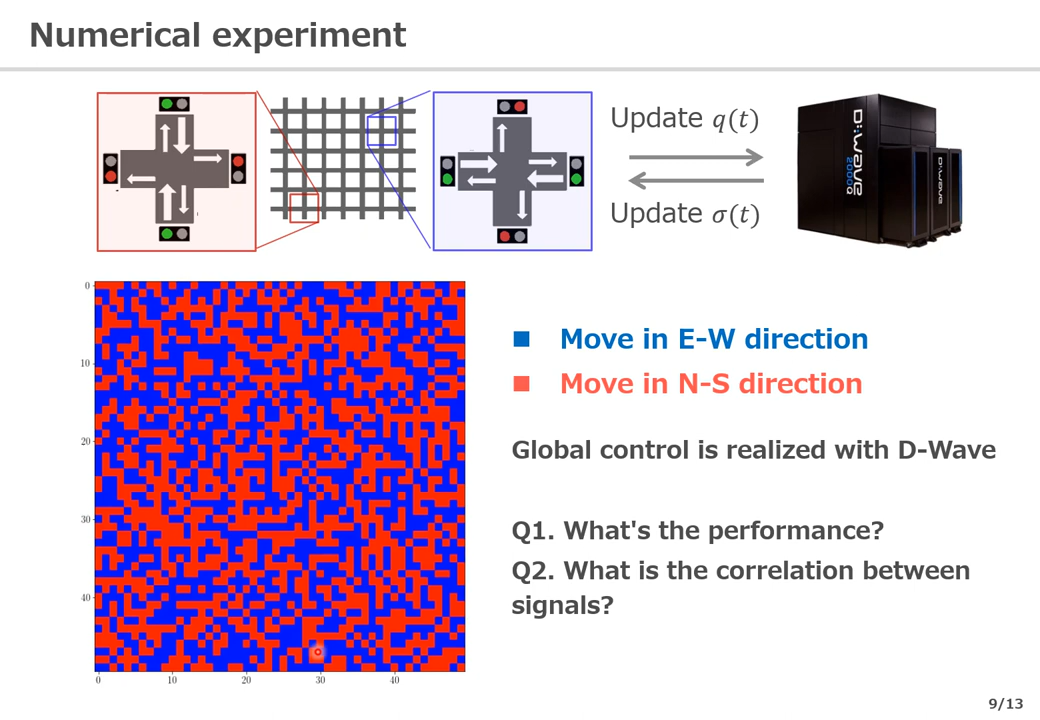 Numerical experiment
Update q(t)
Update σ(t)
D:Wave
2000Q
D:Wave
0
10
20
30
40
0
10
20
30
40
Move in E-W direction
Move in N-S direction
Global control is realized with D-Wave
Q1. What's the performance?
Q2. What is the correlation between
signals?
9/13